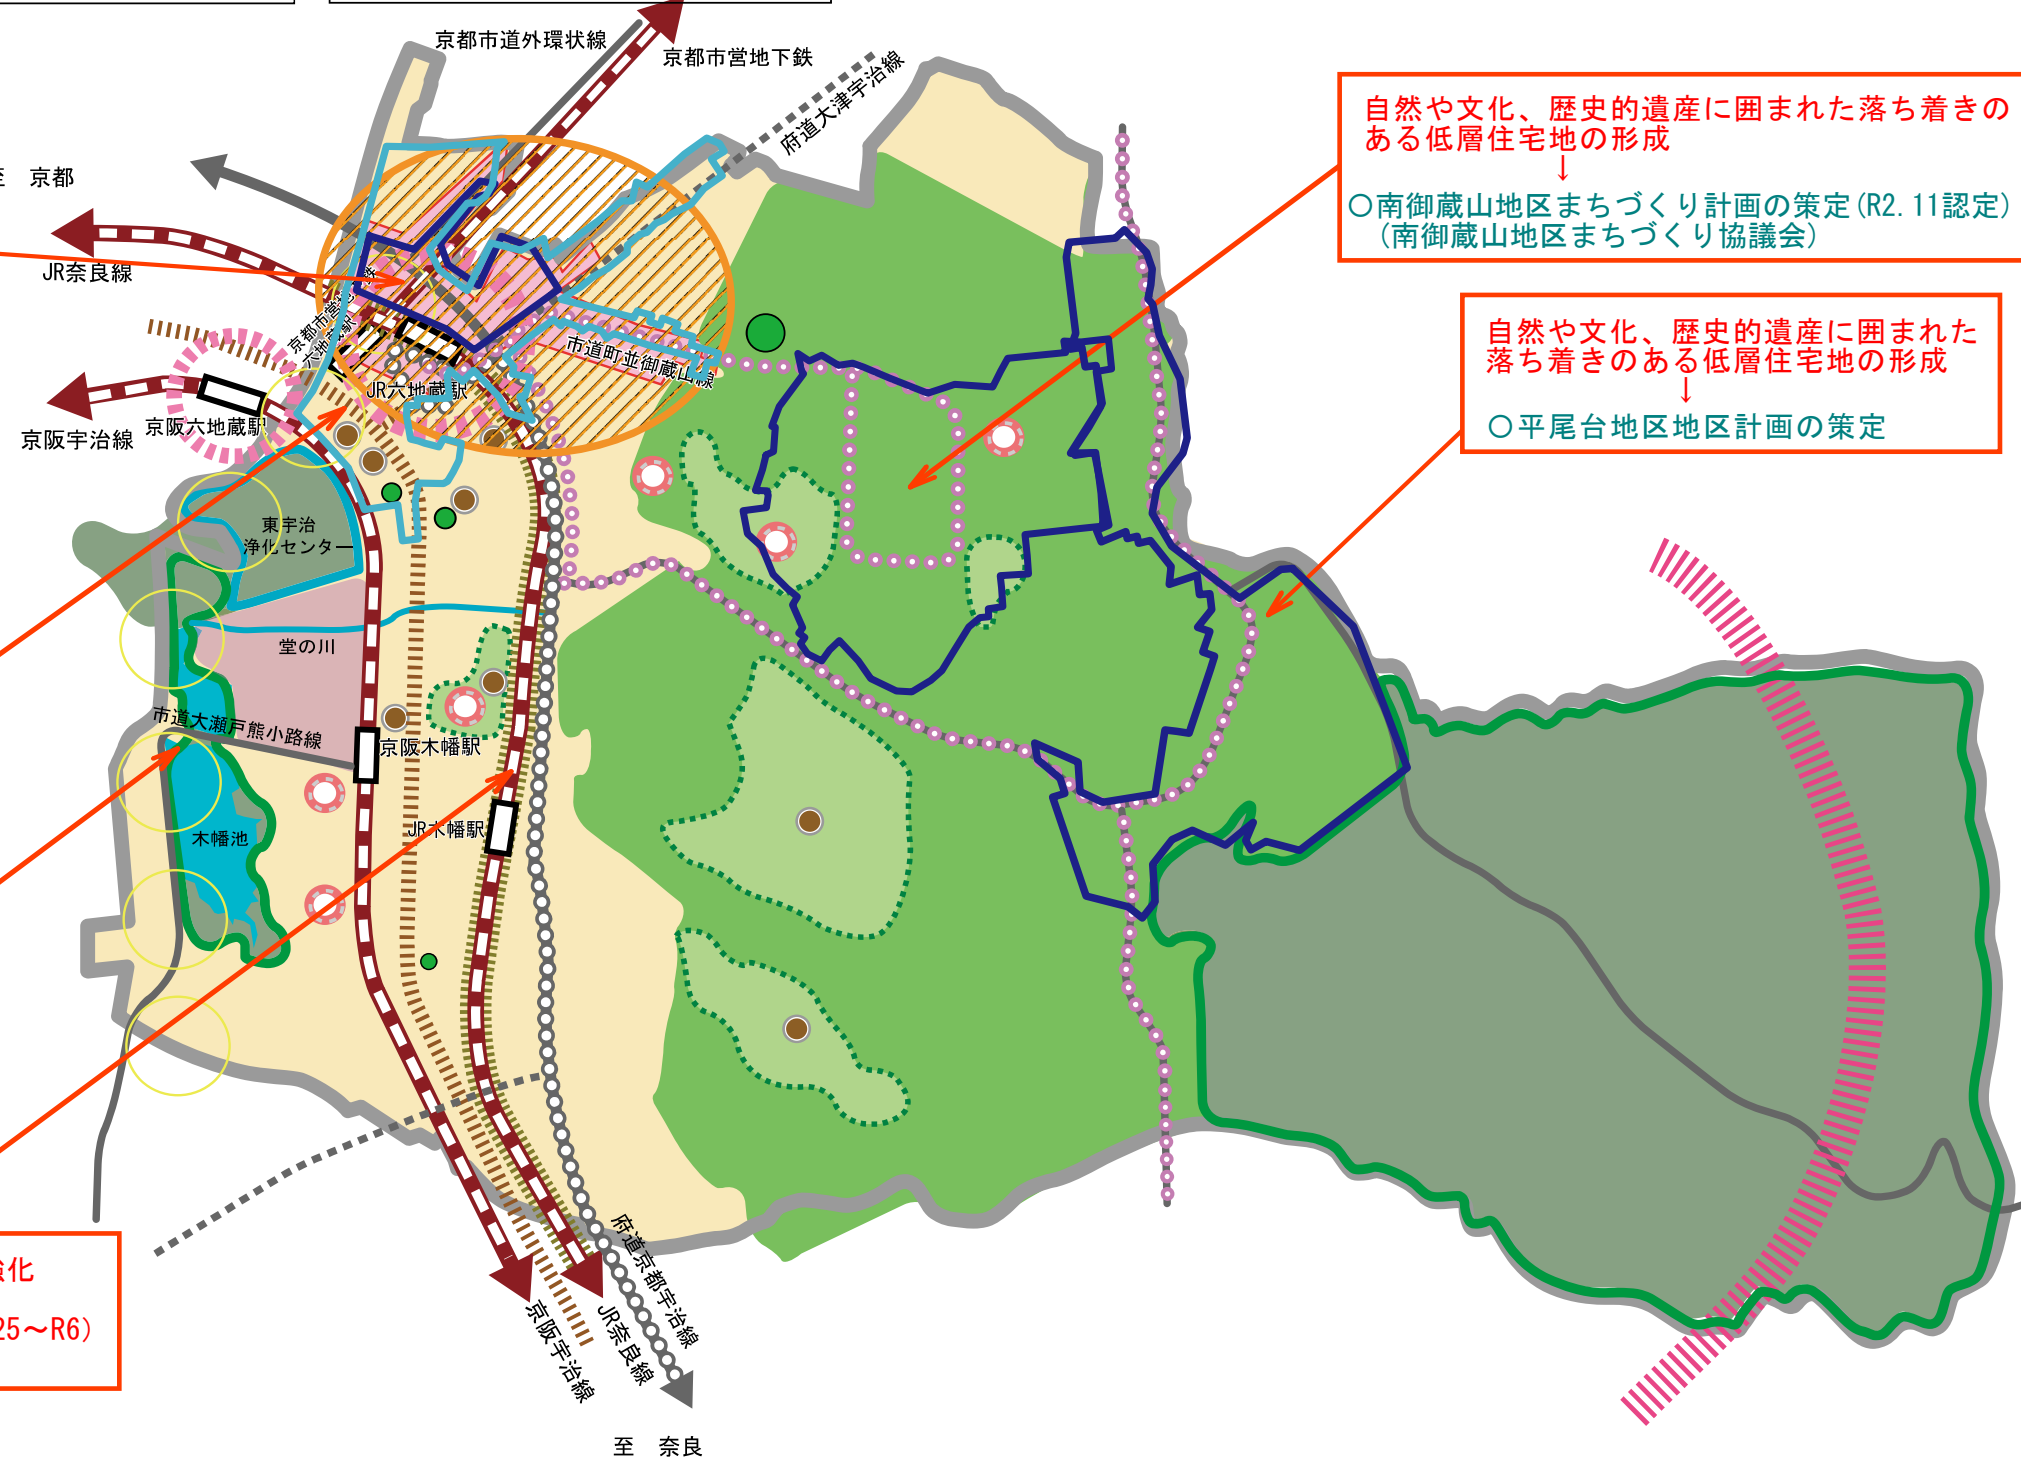 京都市道外環状線
京都市営地下鉄
府道大津宇治線
至　京都
JR奈良線
京阪宇治線
京阪六地蔵駅
六地蔵駅
JR六地蔵駅
市道町並御蔵山線
自然や文化、歴史的遺産に囲まれた落ち着きの
ある低層住宅地の形成
↓
○南御蔵山地区まちづくり計画の策定(R2.11認定)
(南御蔵山地区まちづくり協議会)
自然や文化、歴史的遺産に囲まれた
落ち着きのある低層住宅地の形成
↓
○平尾台地区地区計画の策定
東宇治
浄化センター
堂の川
市道大瀬戸熊小路線
京阪木幡駅
JR木幡駅
木幡池
化
25～R6)
府道京都宇治線
JR奈良線
京阪宇治線
至　奈良